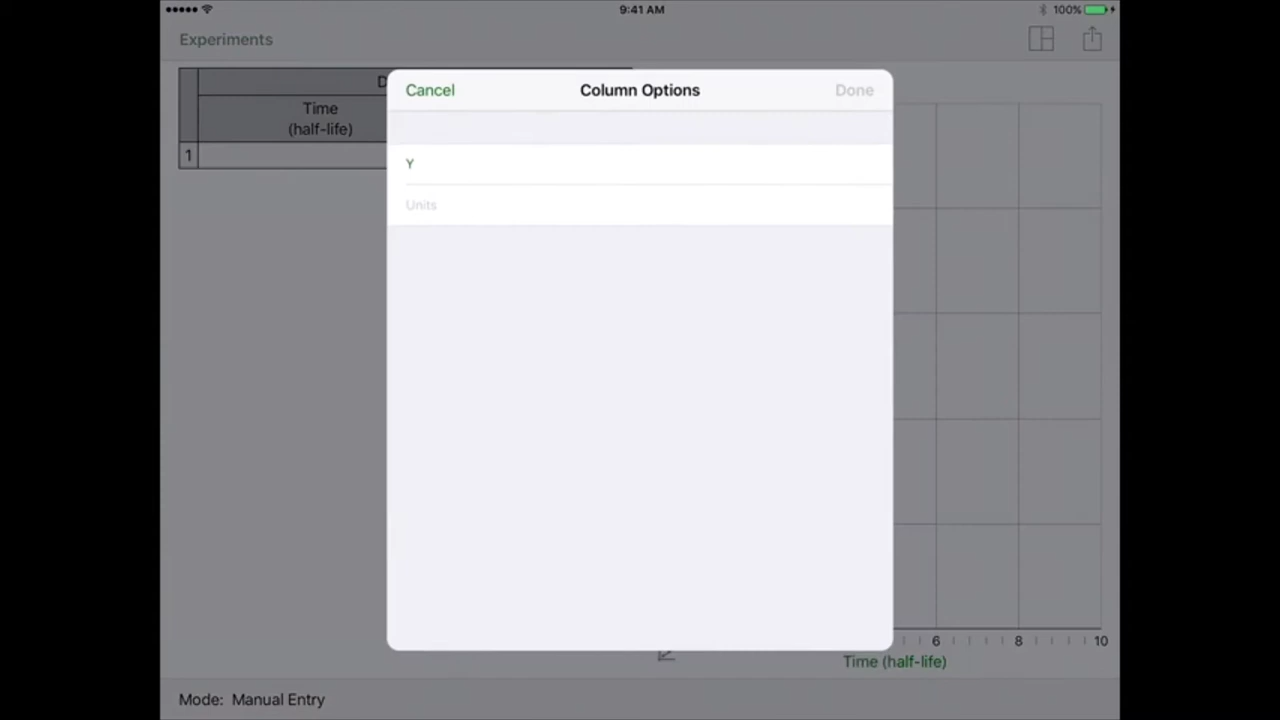 9:41 AM
100%
Experiments
D
Time
(half-life)
1
Cancel
Column Options
Done
Y
Units
6 8 10
Time (half-life)
Mode: Manual Entry